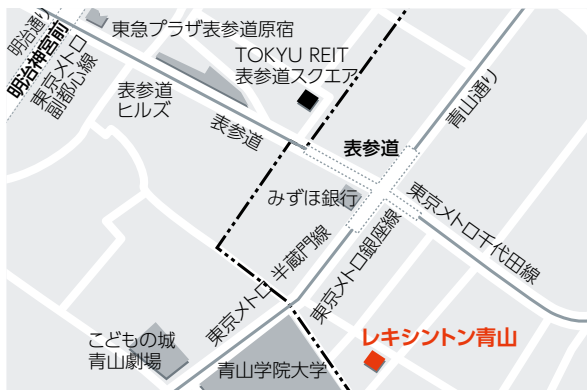 明治通り
明治神宮前
東京メトロ
副都心線
東急プラザ表参道原宿
TOKYU REIT
表参道スクエア
表参道
ヒルズ
表参道
表参道
青山通り
みずほ銀行
東京メトロ千代田線
東京メトロ 半蔵門線
東京メトロ銀座線
こどもの城
青山劇場
青山学院大学
レキシントン青山